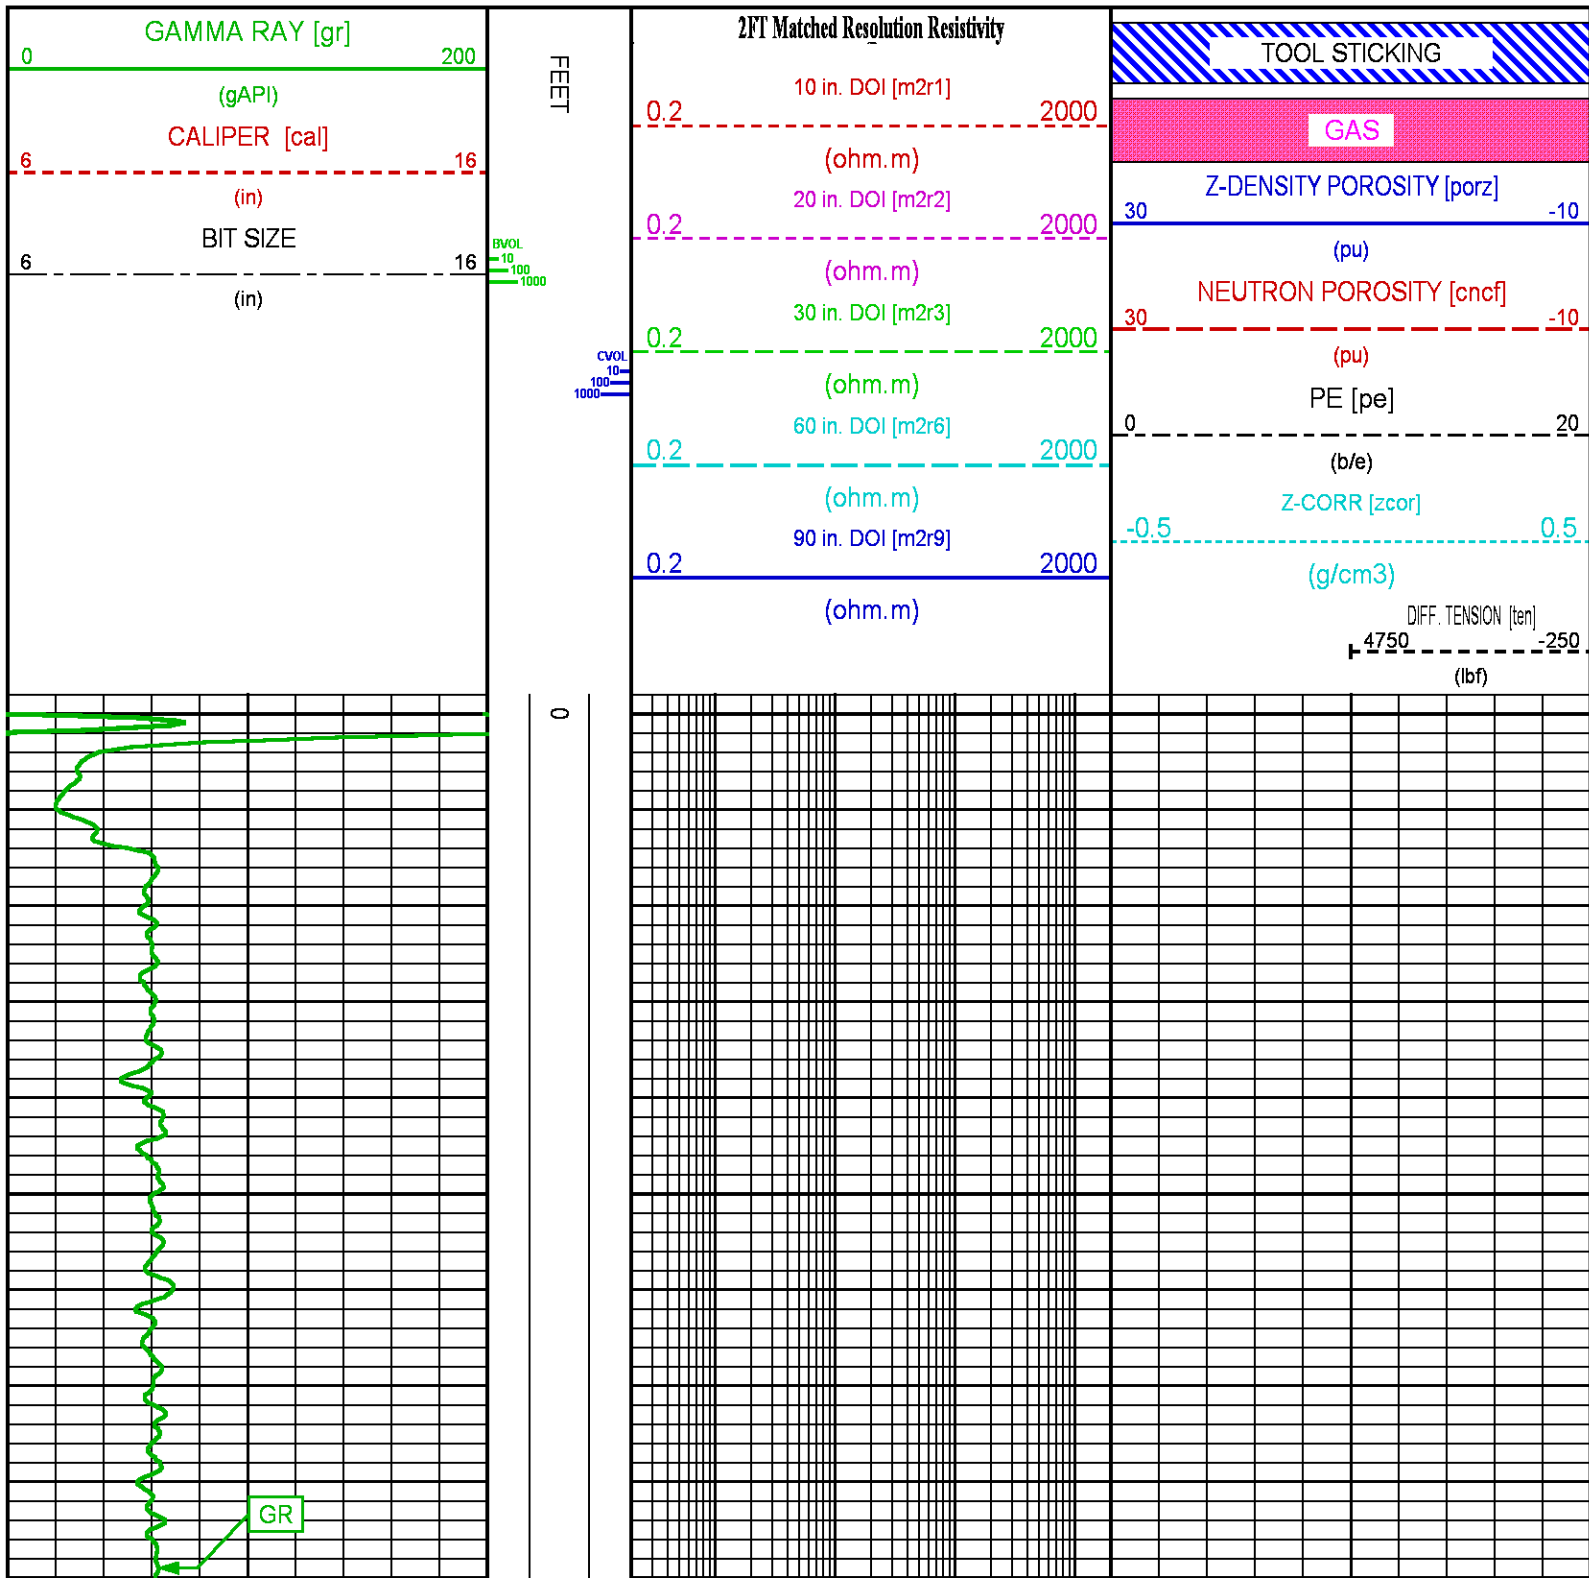 GAMMA RAY [gr]
0 200
(gAPI)
CALIPER [cal]
6 16
(in)
BIT SIZE
6 16
(in)
FEET
BVOL
10
100
1000
CVOL
10
100
1000
2FT Matched Resolution Resistivity
10 in. DOI [m2r1]
0.2 2000
(ohm.m)
20 in. DOI [m2r2]
0.2 2000
(ohm.m)
30 in. DOI [m2r3]
0.2 2000
(ohm.m)
60 in. DOI [m2r6]
0.2 2000
(ohm.m)
90 in. DOI [m2r9]
0.2 2000
(ohm.m)
TOOL STICKING
GAS
Z-DENSITY POROSITY [porz]
30 -10
(pu)
NEUTRON POROSITY [cncf]
30 -10
(pu)
PE [pe]
0 20
(b/e)
Z-CORR [zcor]
-0.5 0.5
(g/cm3)
DIFF. TENSION [ten]
4750 -250
(lbf)
0
GR